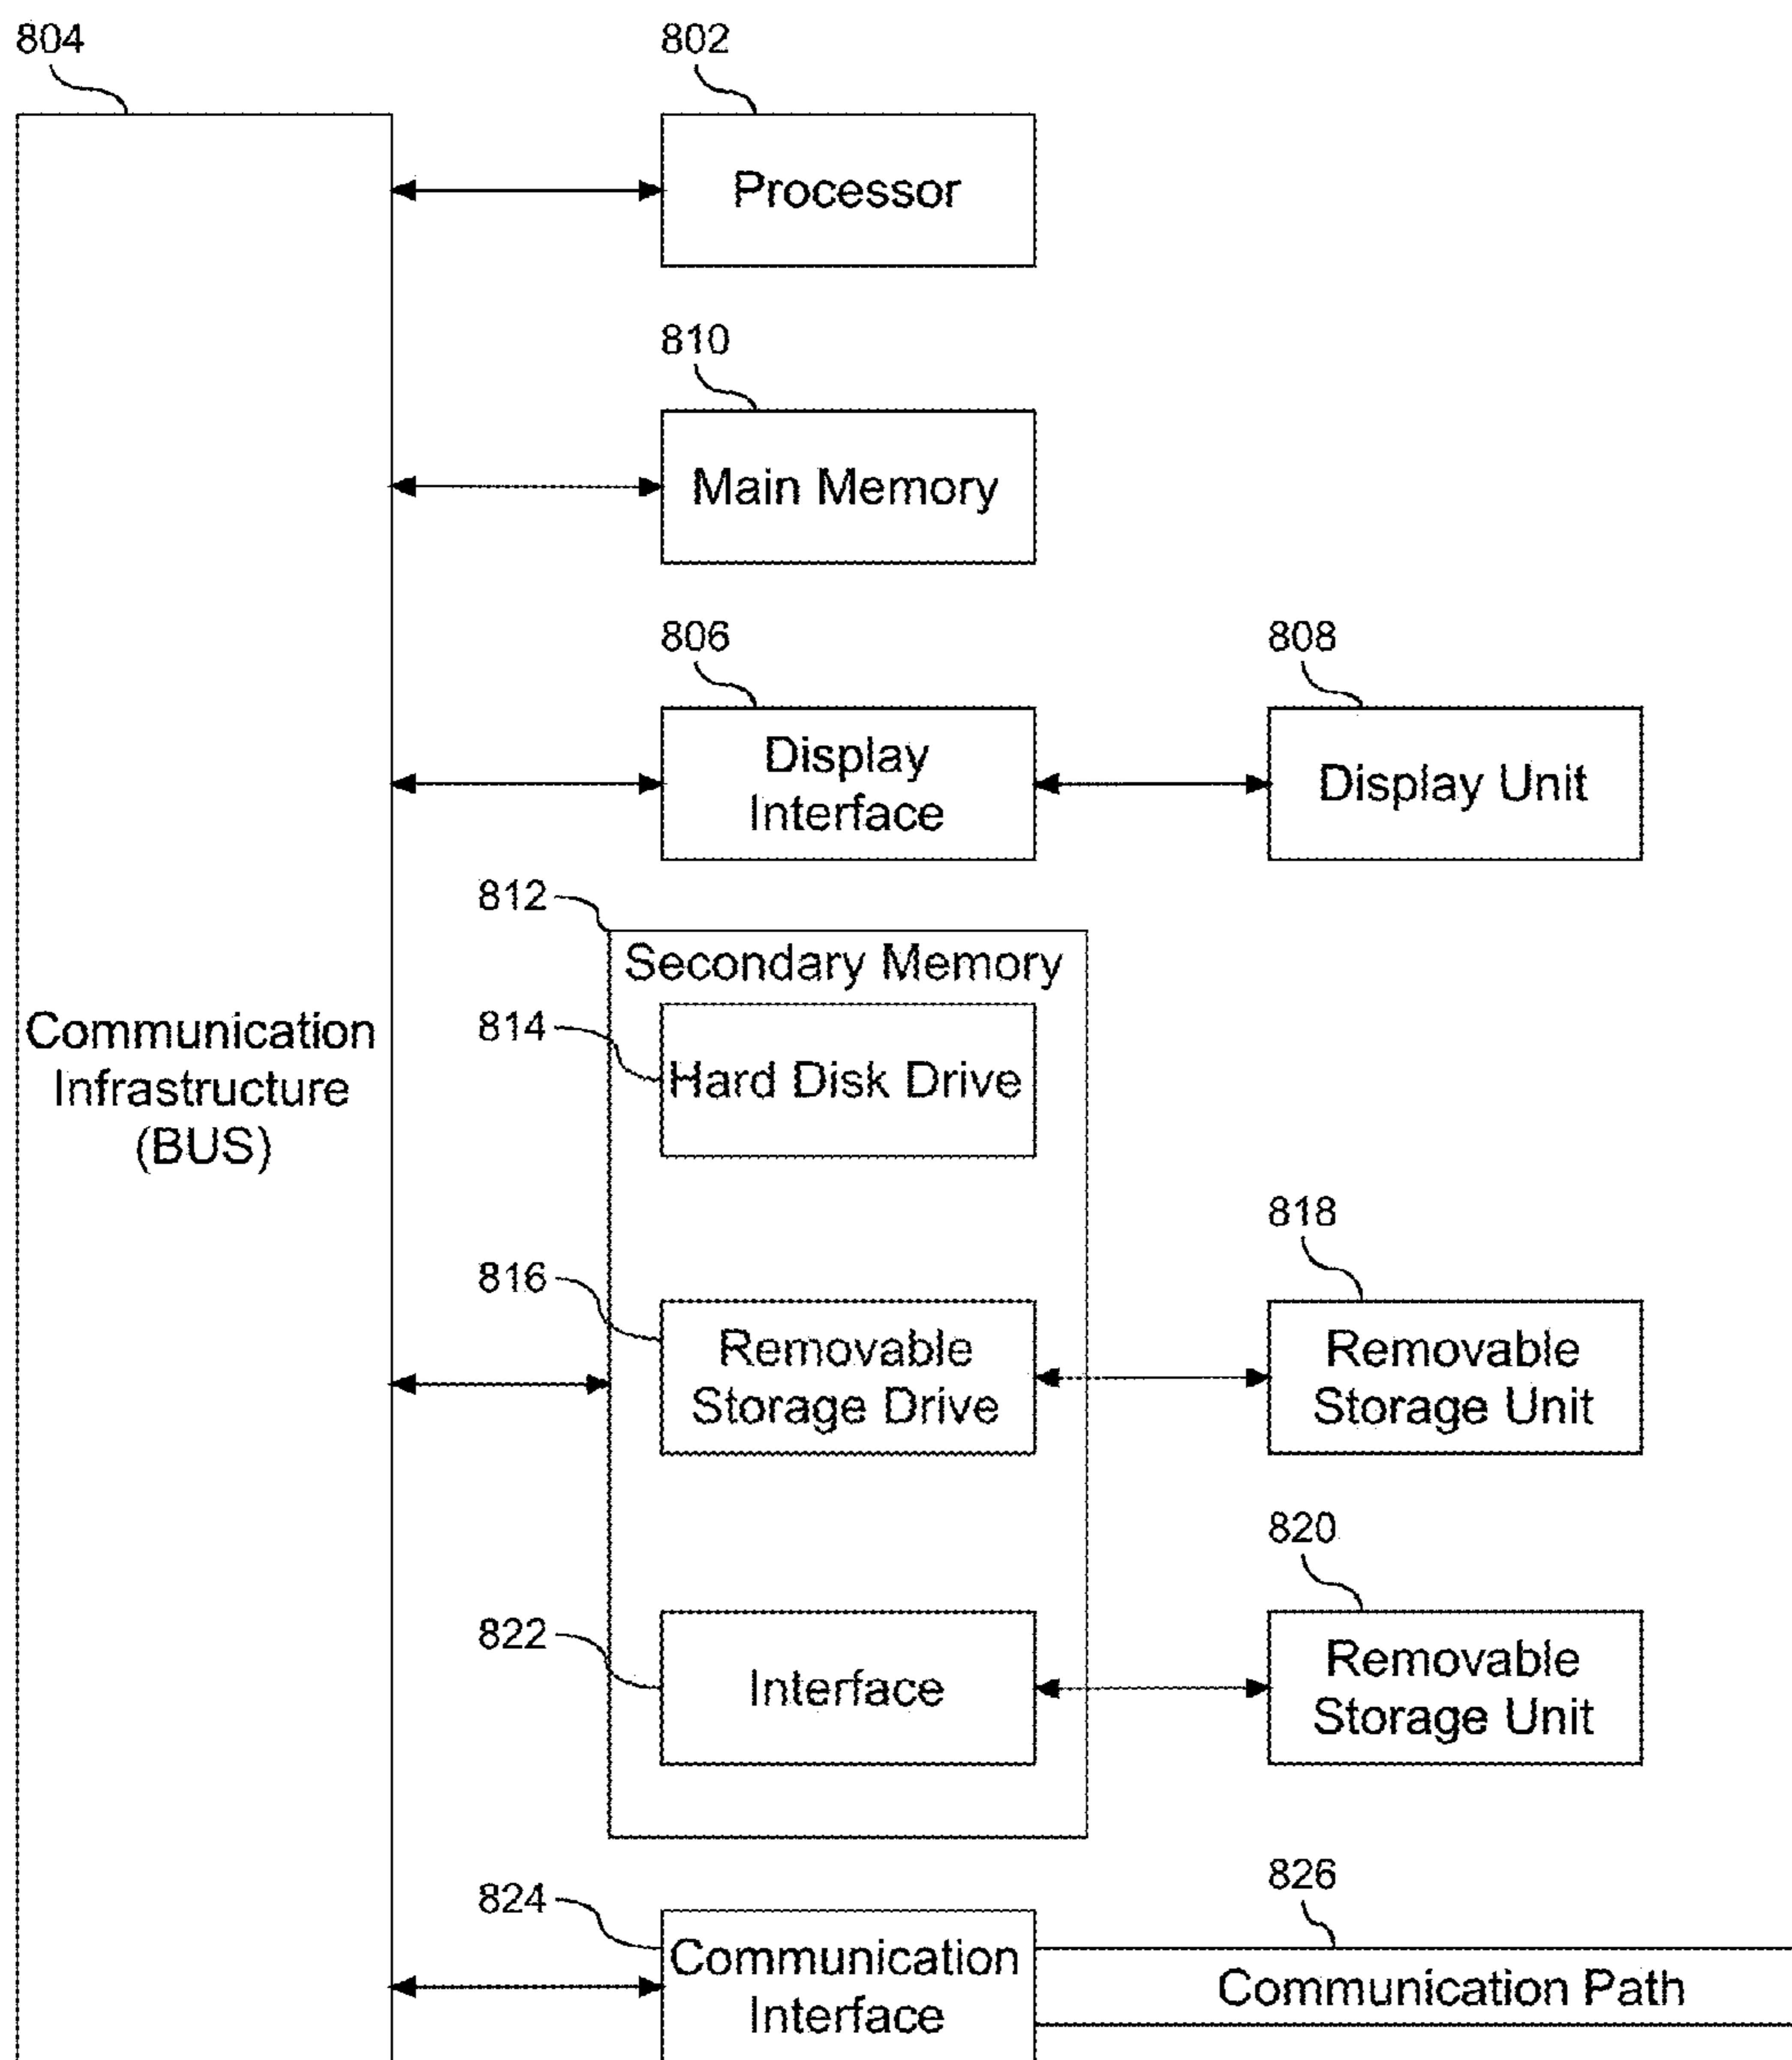 804
802
Processor
810
Main Memory
806
808
Display
Interface
Display Unit
812
Secondary Memory
814
Hard Disk Drive
Communication
Infrastructure
(BUS)
816
818
Removable
Storage Drive
Removable
Storage Unit
820
822
Interface
Removable
Storage Unit
824
826
Communication
Interface
Communication Path